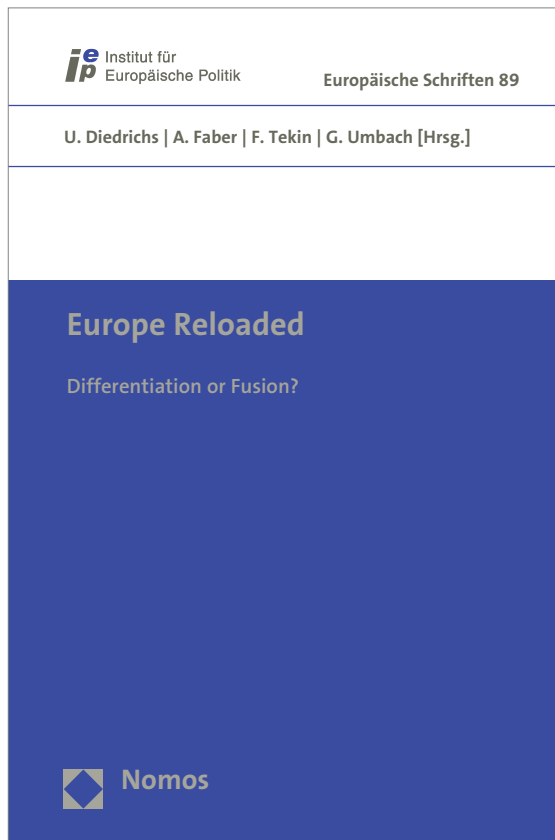 iep Institut für
Europäische Politik
Europäische Schriften 89
U. Diedrichs | A. Faber | F. Tekin | G. Umbach [Hrsg.]
Europe Reloaded
Differentiation or Fusion?
Nomos